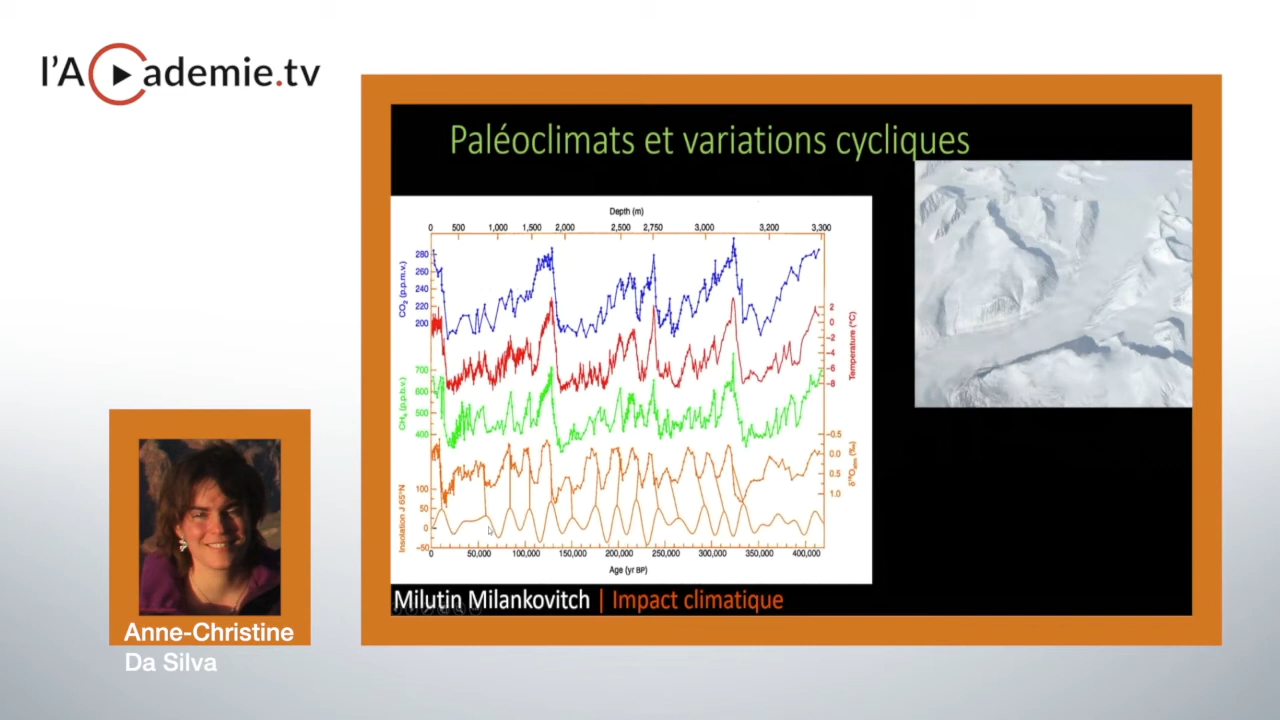 l'Academie.tv
Paléoclimats et variations cycliques
Depth (m)
0 500 1,000 1,500 2,000 2,500 2,750 3,000 3,200 3,300
CO₂ (p.p.m.v.)
280
260
240
220
200
Temperature (°C)
2
0
-2
-4
-6
-8
CH₄ (p.p.b.v.)
700
600
500
400
δ¹⁸Oatm (‰)
-0.5
0.0
0.5
1.0
Insolation J 65°N
100
50
0
-50
0 50,000 100,000 150,000 200,000 250,000 300,000 350,000 400,000
Age (yr BP)
Milutin Milankovitch | Impact climatique
Anne-Christine
Da Silva